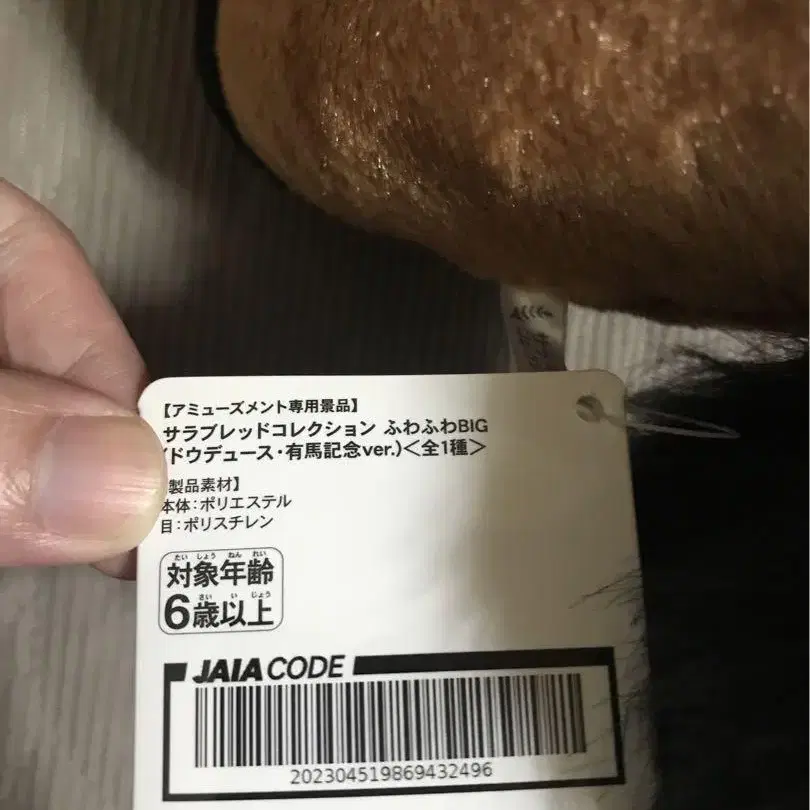 【アミューズメント専用景品】
サラブレッドコレクション ふわふわBIG
(ドウデュース・有馬記念ver.)<全1種>
製品素材】
本体:ポリエステル
目:ポリスチレン
たい しょう ねん れい
対象年齢
さい い じょう
6歳以上
JAIA CODE
202304519869432496